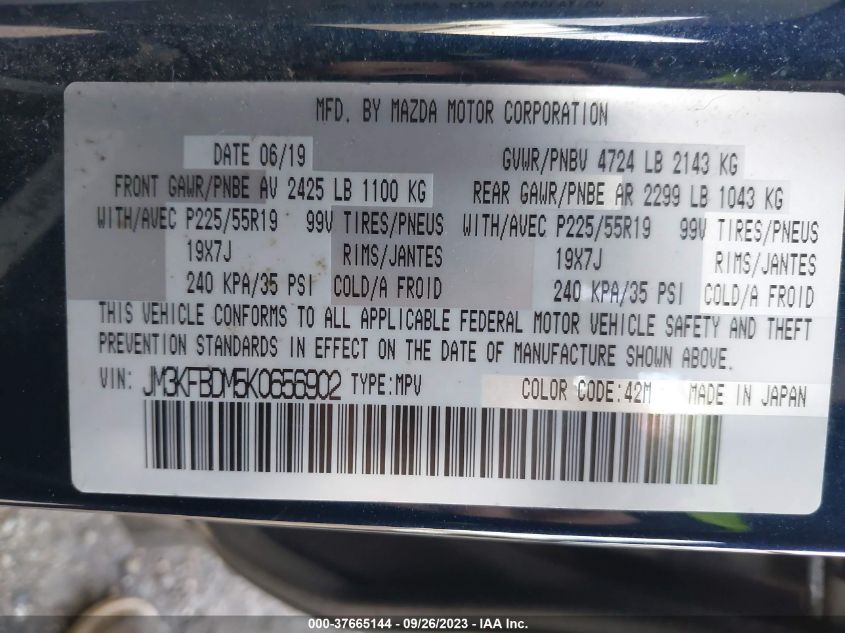 MFD. BY MAZDA MOTOR CORPORATION
DATE 06/19 GVWR/PNBV 4724 LB 2143 KG
FRONT GAWR/PNBE AV 2425 LB 1100 KG REAR GAWR/PNBE AR 2299 LB 1043 KG
WITH/AVEC P225/55R19 99V TIRES/PNEUS WITH/AVEC P225/55R19 99V TIRES/PNEUS
19X7J RIMS/JANTES 19X7J RIMS/JANTES
240 KPA/35 PSI COLD/A FROID 240 KPA/35 PSI COLD/A FROID
THIS VEHICLE CONFORMS TO ALL APPLICABLE FEDERAL MOTOR VEHICLE SAFETY AND THEFT
PREVENTION STANDARDS IN EFFECT ON THE DATE OF MANUFACTURE SHOWN ABOVE.
VIN: JM3KFBDM5K0656902 TYPE:MPV COLOR CODE:42M MADE IN JAPAN
000-37665144 - 09/26/2023 - IAA Inc.